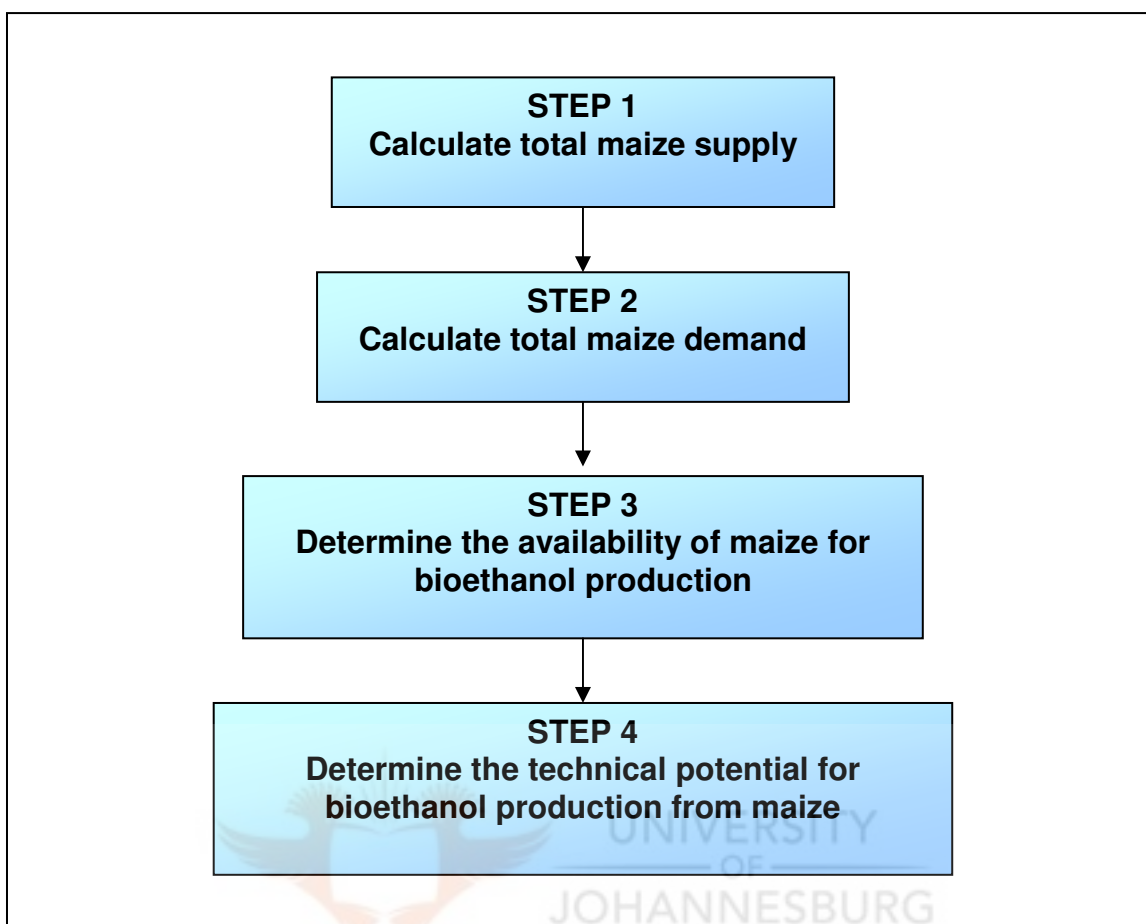 STEP 1
Calculate total maize supply
STEP 2
Calculate total maize demand
STEP 3
Determine the availability of maize for
bioethanol production
STEP 4
Determine the technical potential for
bioethanol production from maize
UNIVERSITY
OF
JOHANNESBURG